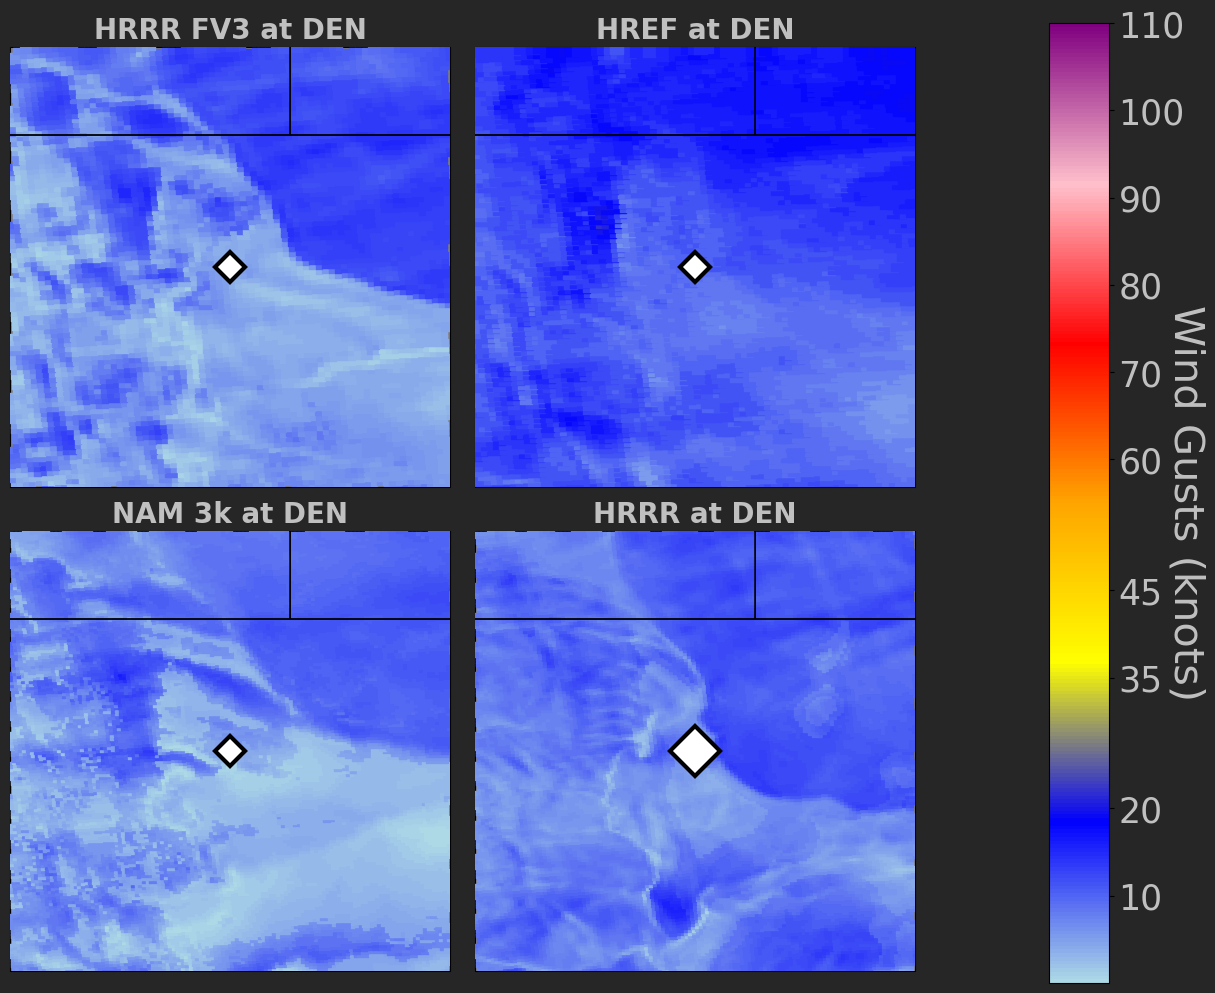 HRRR FV3 at DEN
HREF at DEN
NAM 3k at DEN
HRRR at DEN
110
100
90
80
70
60
45
35
20
10
Wind Gusts (knots)